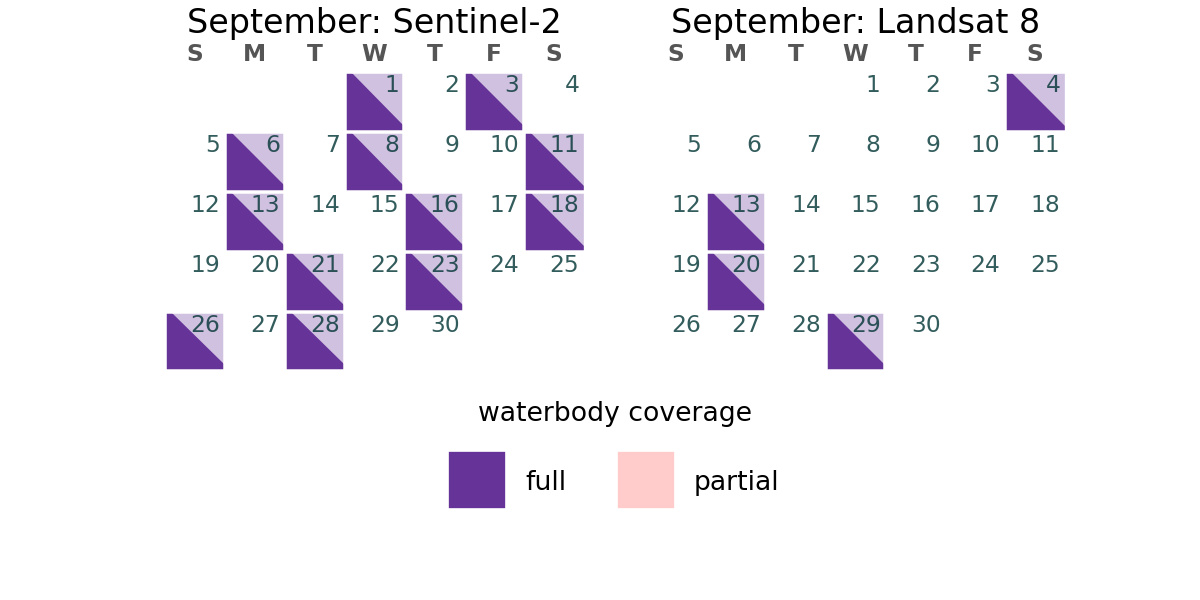 September: Sentinel-2
S M T W T F S
1 2 3 4
5 6 7 8 9 10 11
12 13 14 15 16 17 18
19 20 21 22 23 24 25
26 27 28 29 30
September: Landsat 8
S M T W T F S
1 2 3 4
5 6 7 8 9 10 11
12 13 14 15 16 17 18
19 20 21 22 23 24 25
26 27 28 29 30
waterbody coverage
full
partial